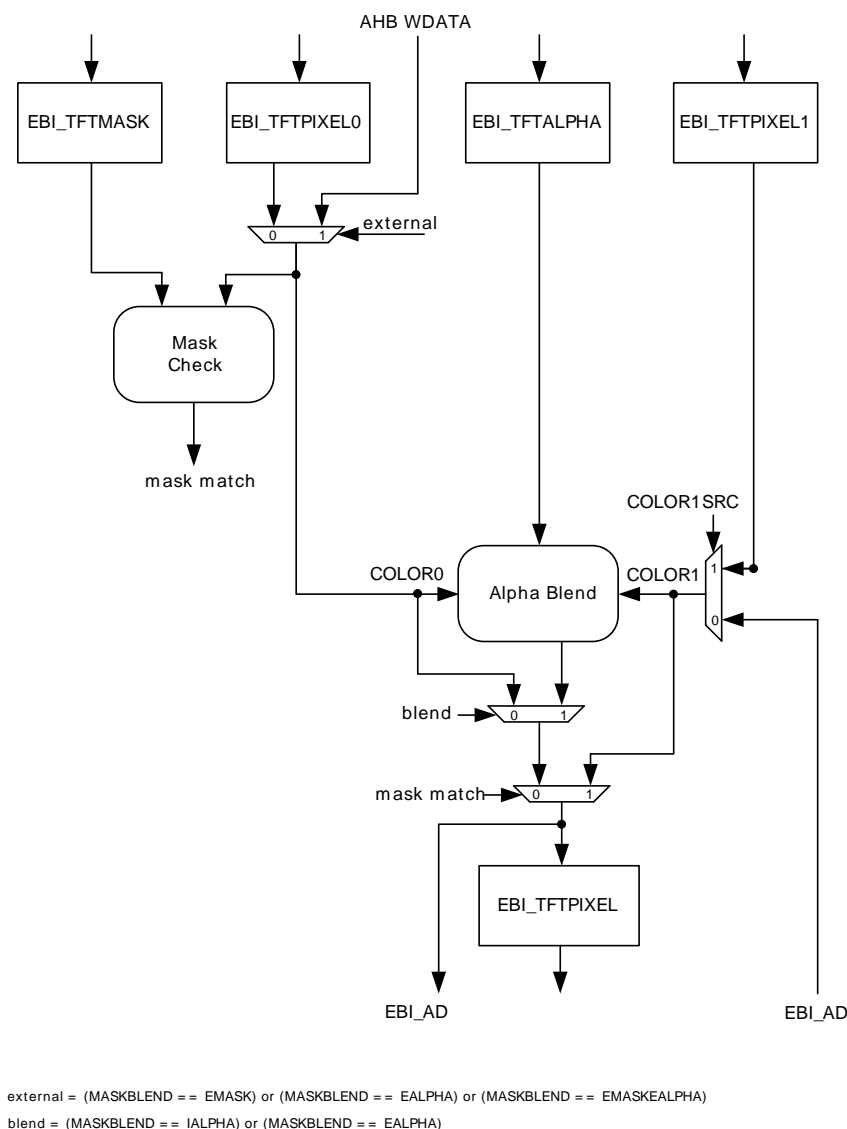 AHB WDATA
EBI_TFTMASK
EBI_TFTPIXEL0
EBI_TFTALPHA
EBI_TFTPIXEL1
external
0 1
Mask
Check
mask match
COLOR1SRC
1
COLOR0
Alpha Blend
COLOR1
0
blend
0 1
mask match
0 1
EBI_TFTPIXEL
EBI_AD
EBI_AD
external = (MASKBLEND == EMASK) or (MASKBLEND == EALPHA) or (MASKBLEND == EMASKEALPHA)
blend = (MASKBLEND == IALPHA) or (MASKBLEND == EALPHA)